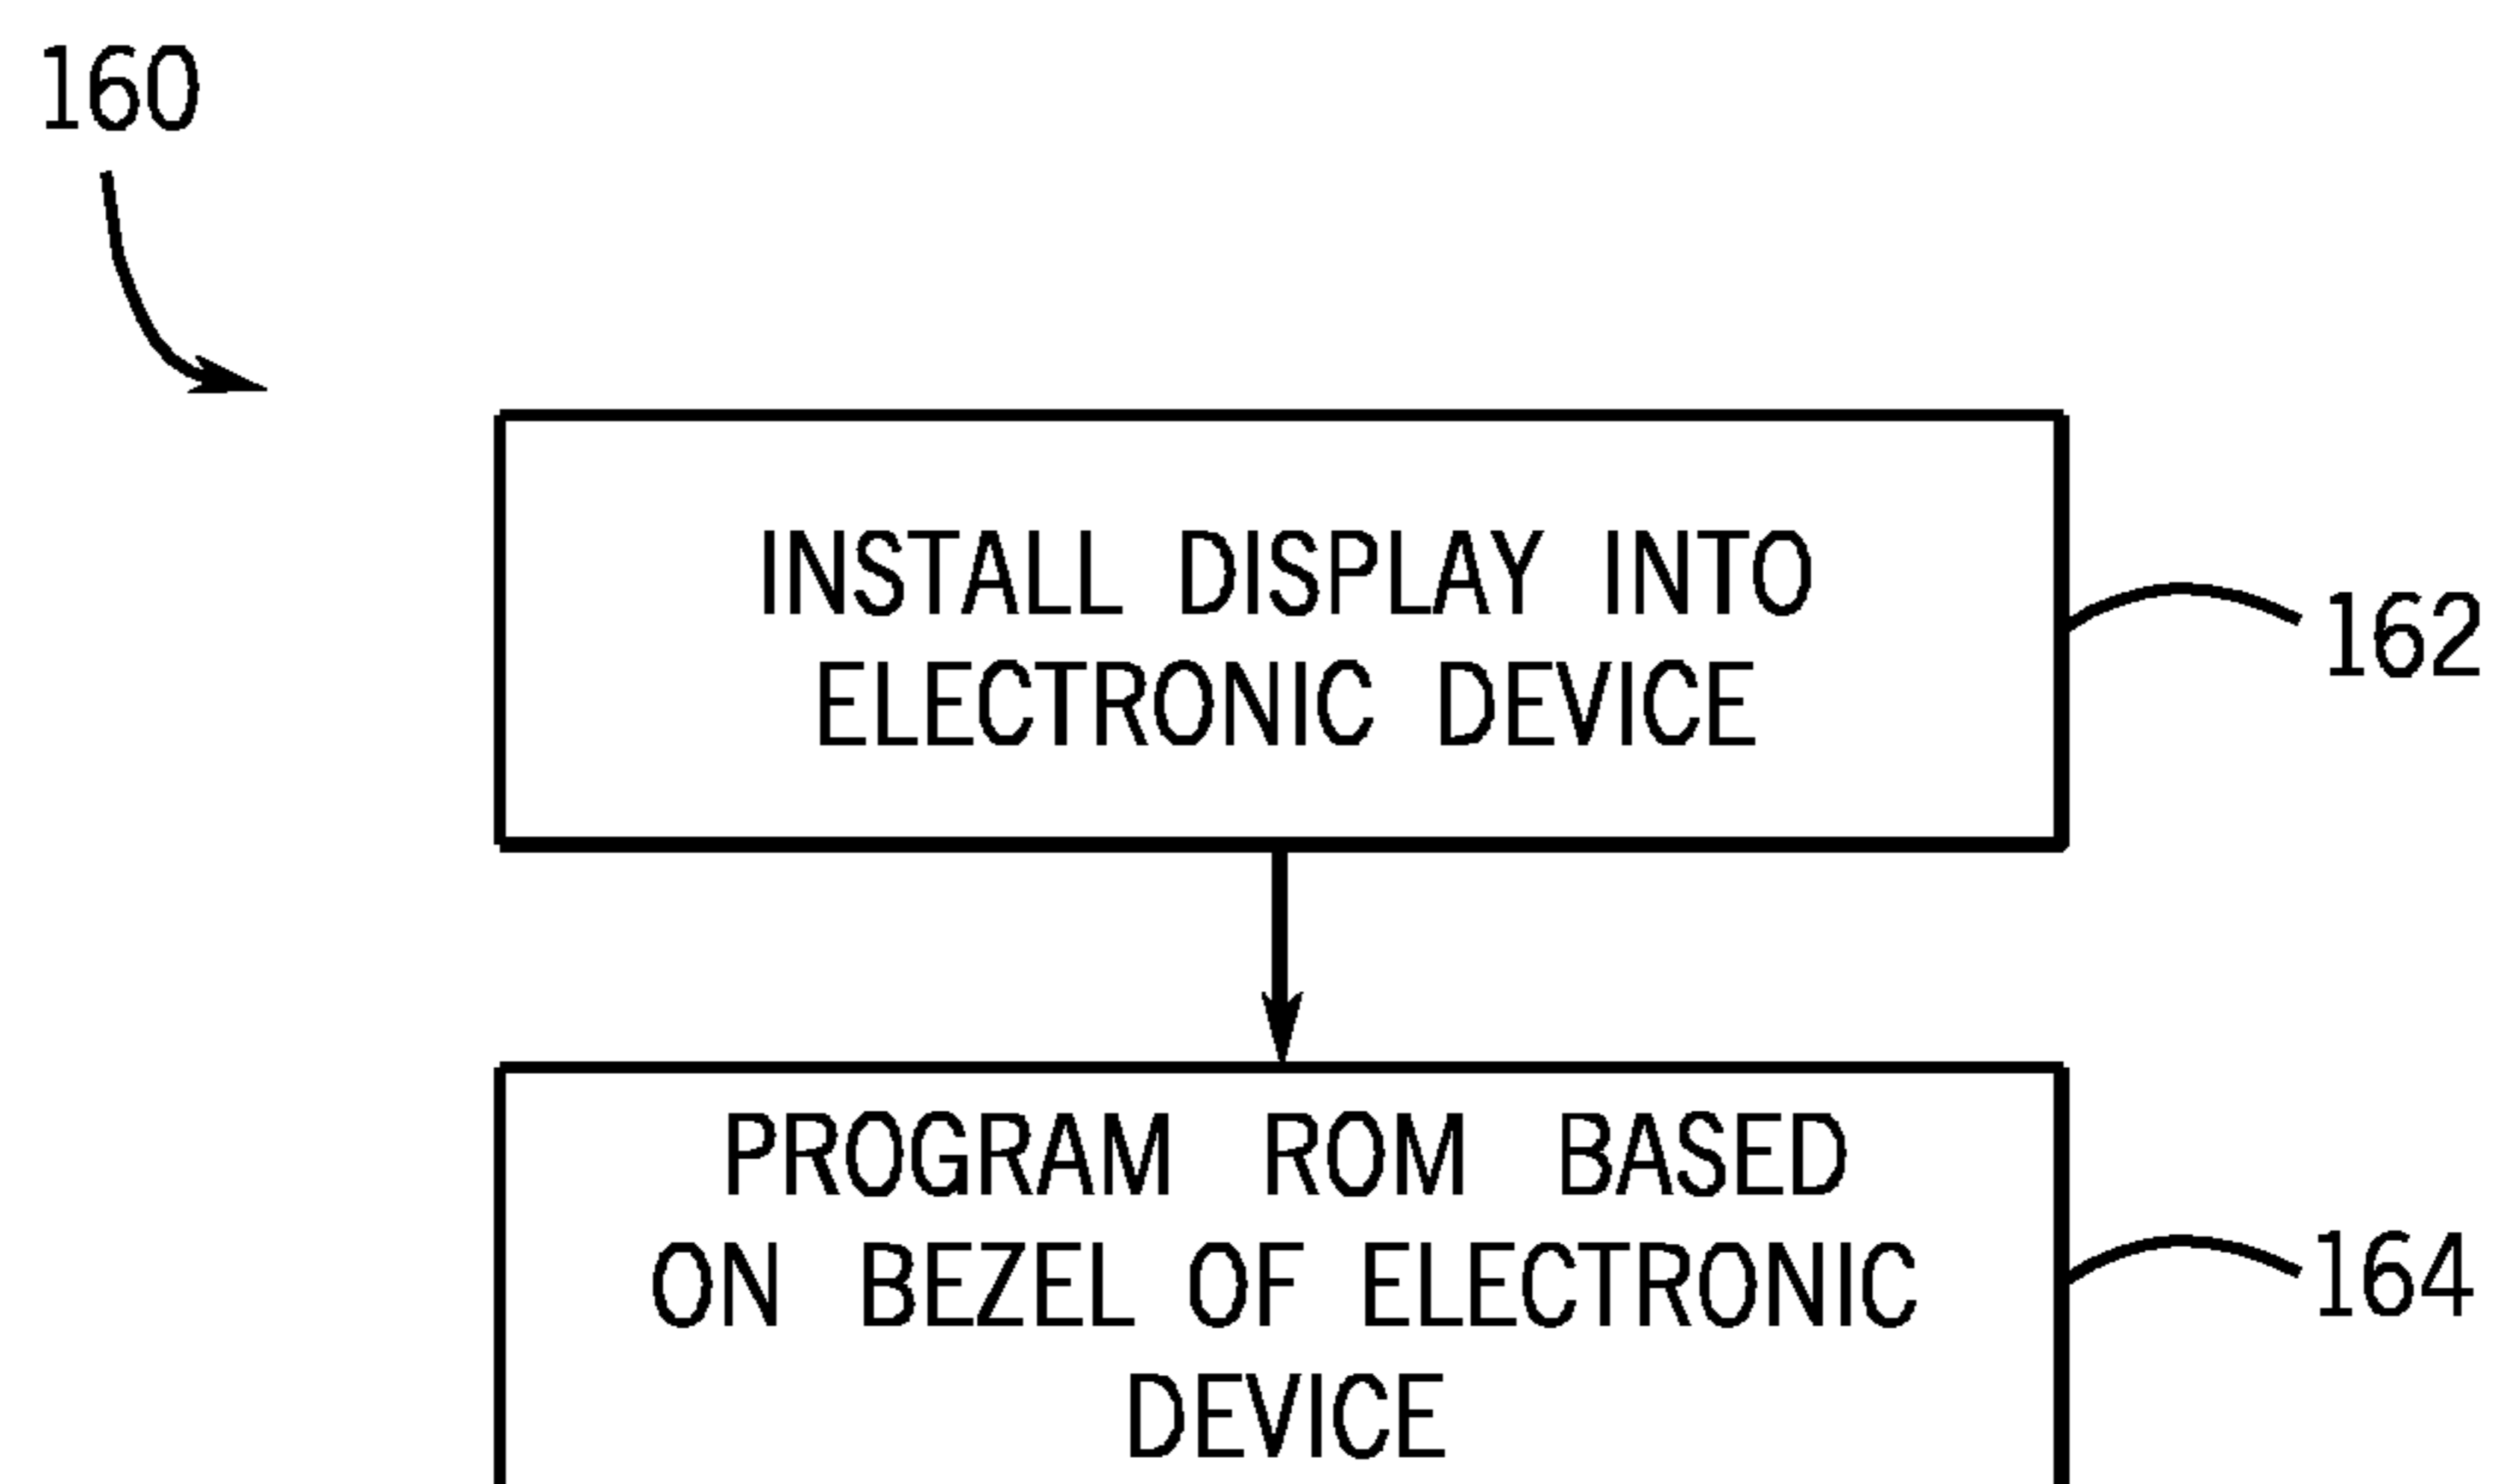 160
INSTALL DISPLAY INTO
ELECTRONIC DEVICE
162
PROGRAM ROM BASED
ON BEZEL OF ELECTRONIC
DEVICE
164